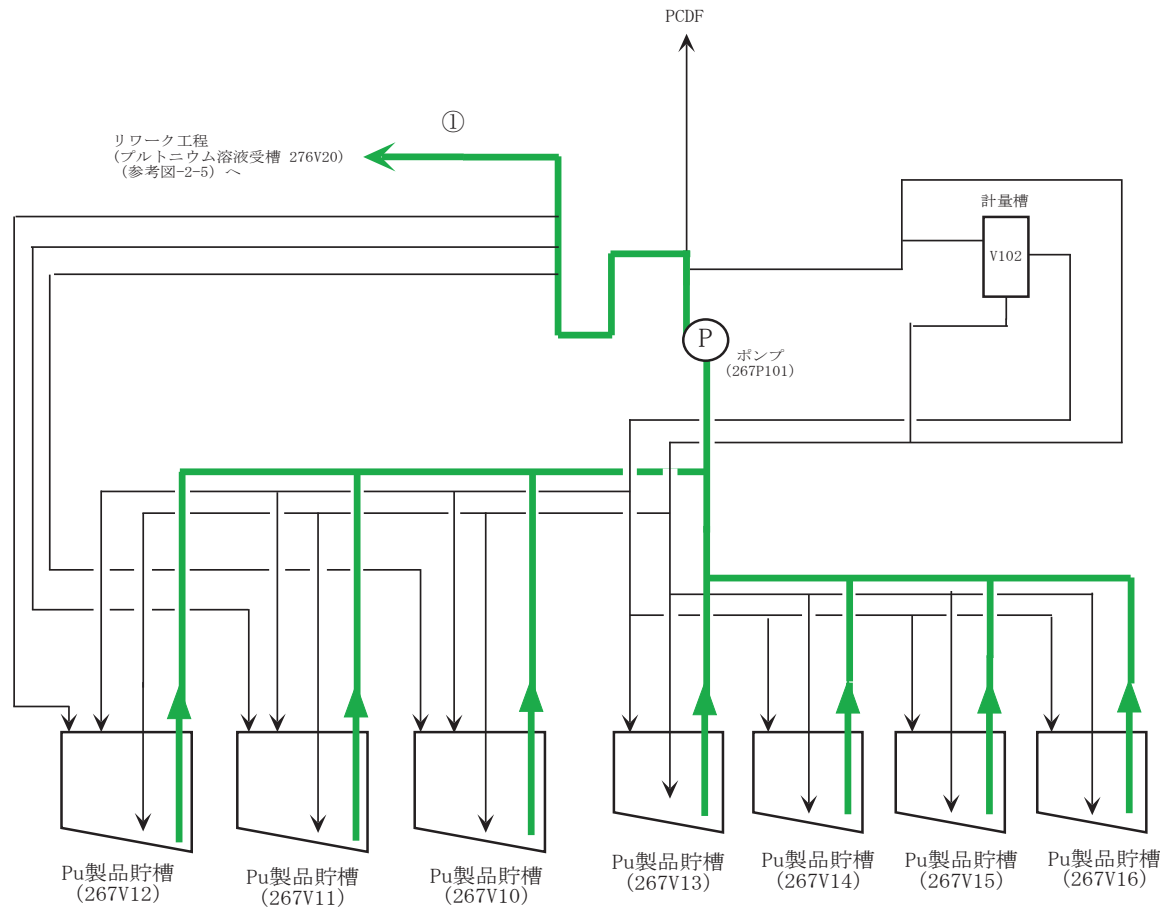 PCDF
①
リワーク工程
(プルトニウム溶液受槽 276V20)
(参考図-2-5) へ
計量槽
V102
P
ポンプ
(267P101)
Pu製品貯槽
(267V12)
Pu製品貯槽
(267V11)
Pu製品貯槽
(267V10)
Pu製品貯槽
(267V13)
Pu製品貯槽
(267V14)
Pu製品貯槽
(267V15)
Pu製品貯槽
(267V16)